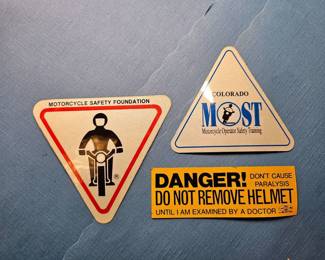 MOTORCYCLE SAFETY FOUNDATION
®
COLORADO
MOST
Motorcycle Operator Safety Training
DANGER! DON'T CAUSE
PARALYSIS
DO NOT REMOVE HELMET
UNTIL I AM EXAMINED BY A DOCTOR